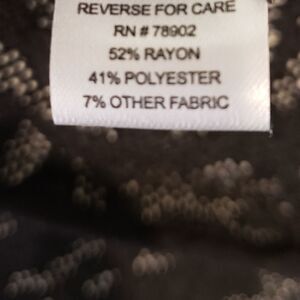 REVERSE FOR CARE
RN # 78902
52% RAYON
41% POLYESTER
7% OTHER FABRIC